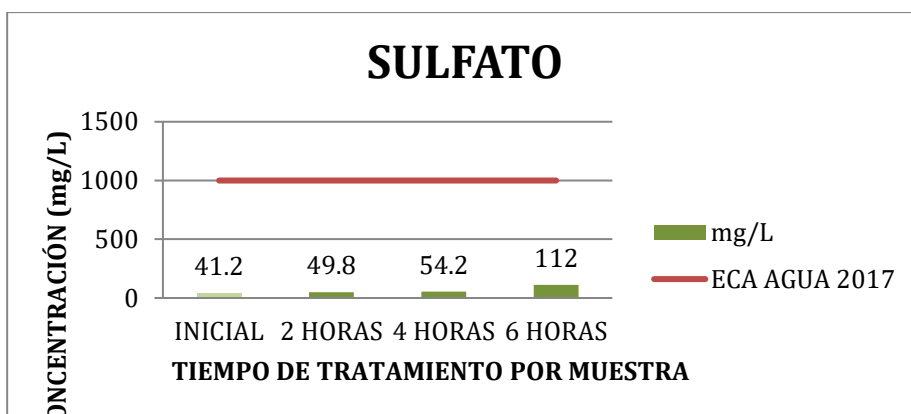 SULFATO
ONCENTRACIÓN (mg/L)
1500
1000
500
0
41.2
49.8
54.2
112
INICIAL 2 HORAS 4 HORAS 6 HORAS
TIEMPO DE TRATAMIENTO POR MUESTRA
mg/L
ECA AGUA 2017